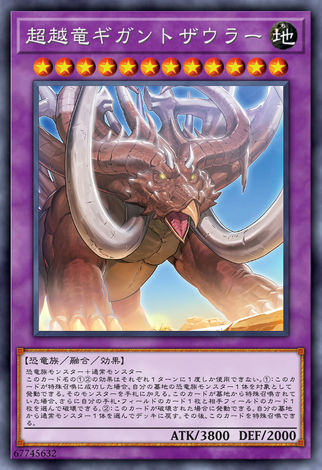 超越竜ギガントザウラー
地
[恐竜族/融合/効果]
恐竜族モンスター+通常モンスター
このカード名の①②の効果はそれぞれ1ターンに1度しか使用できない。①:このカ
ードが特殊召喚に成功した場合、自分の墓地の恐竜族モンスター1体を対象として
発動できる。そのモンスターを手札に加える。このカードが墓地から特殊召喚されて
いた場合、さらに自分の手札・フィールドのカード1枚と相手フィールドのカード1
枚を選んで破壊できる。②:このカードが破壊された場合に発動できる。自分の墓地
から通常モンスター1体を選んでデッキに戻す。その後、このカードを特殊召喚でき
る。
ATK/3800 DEF/2000
67745632